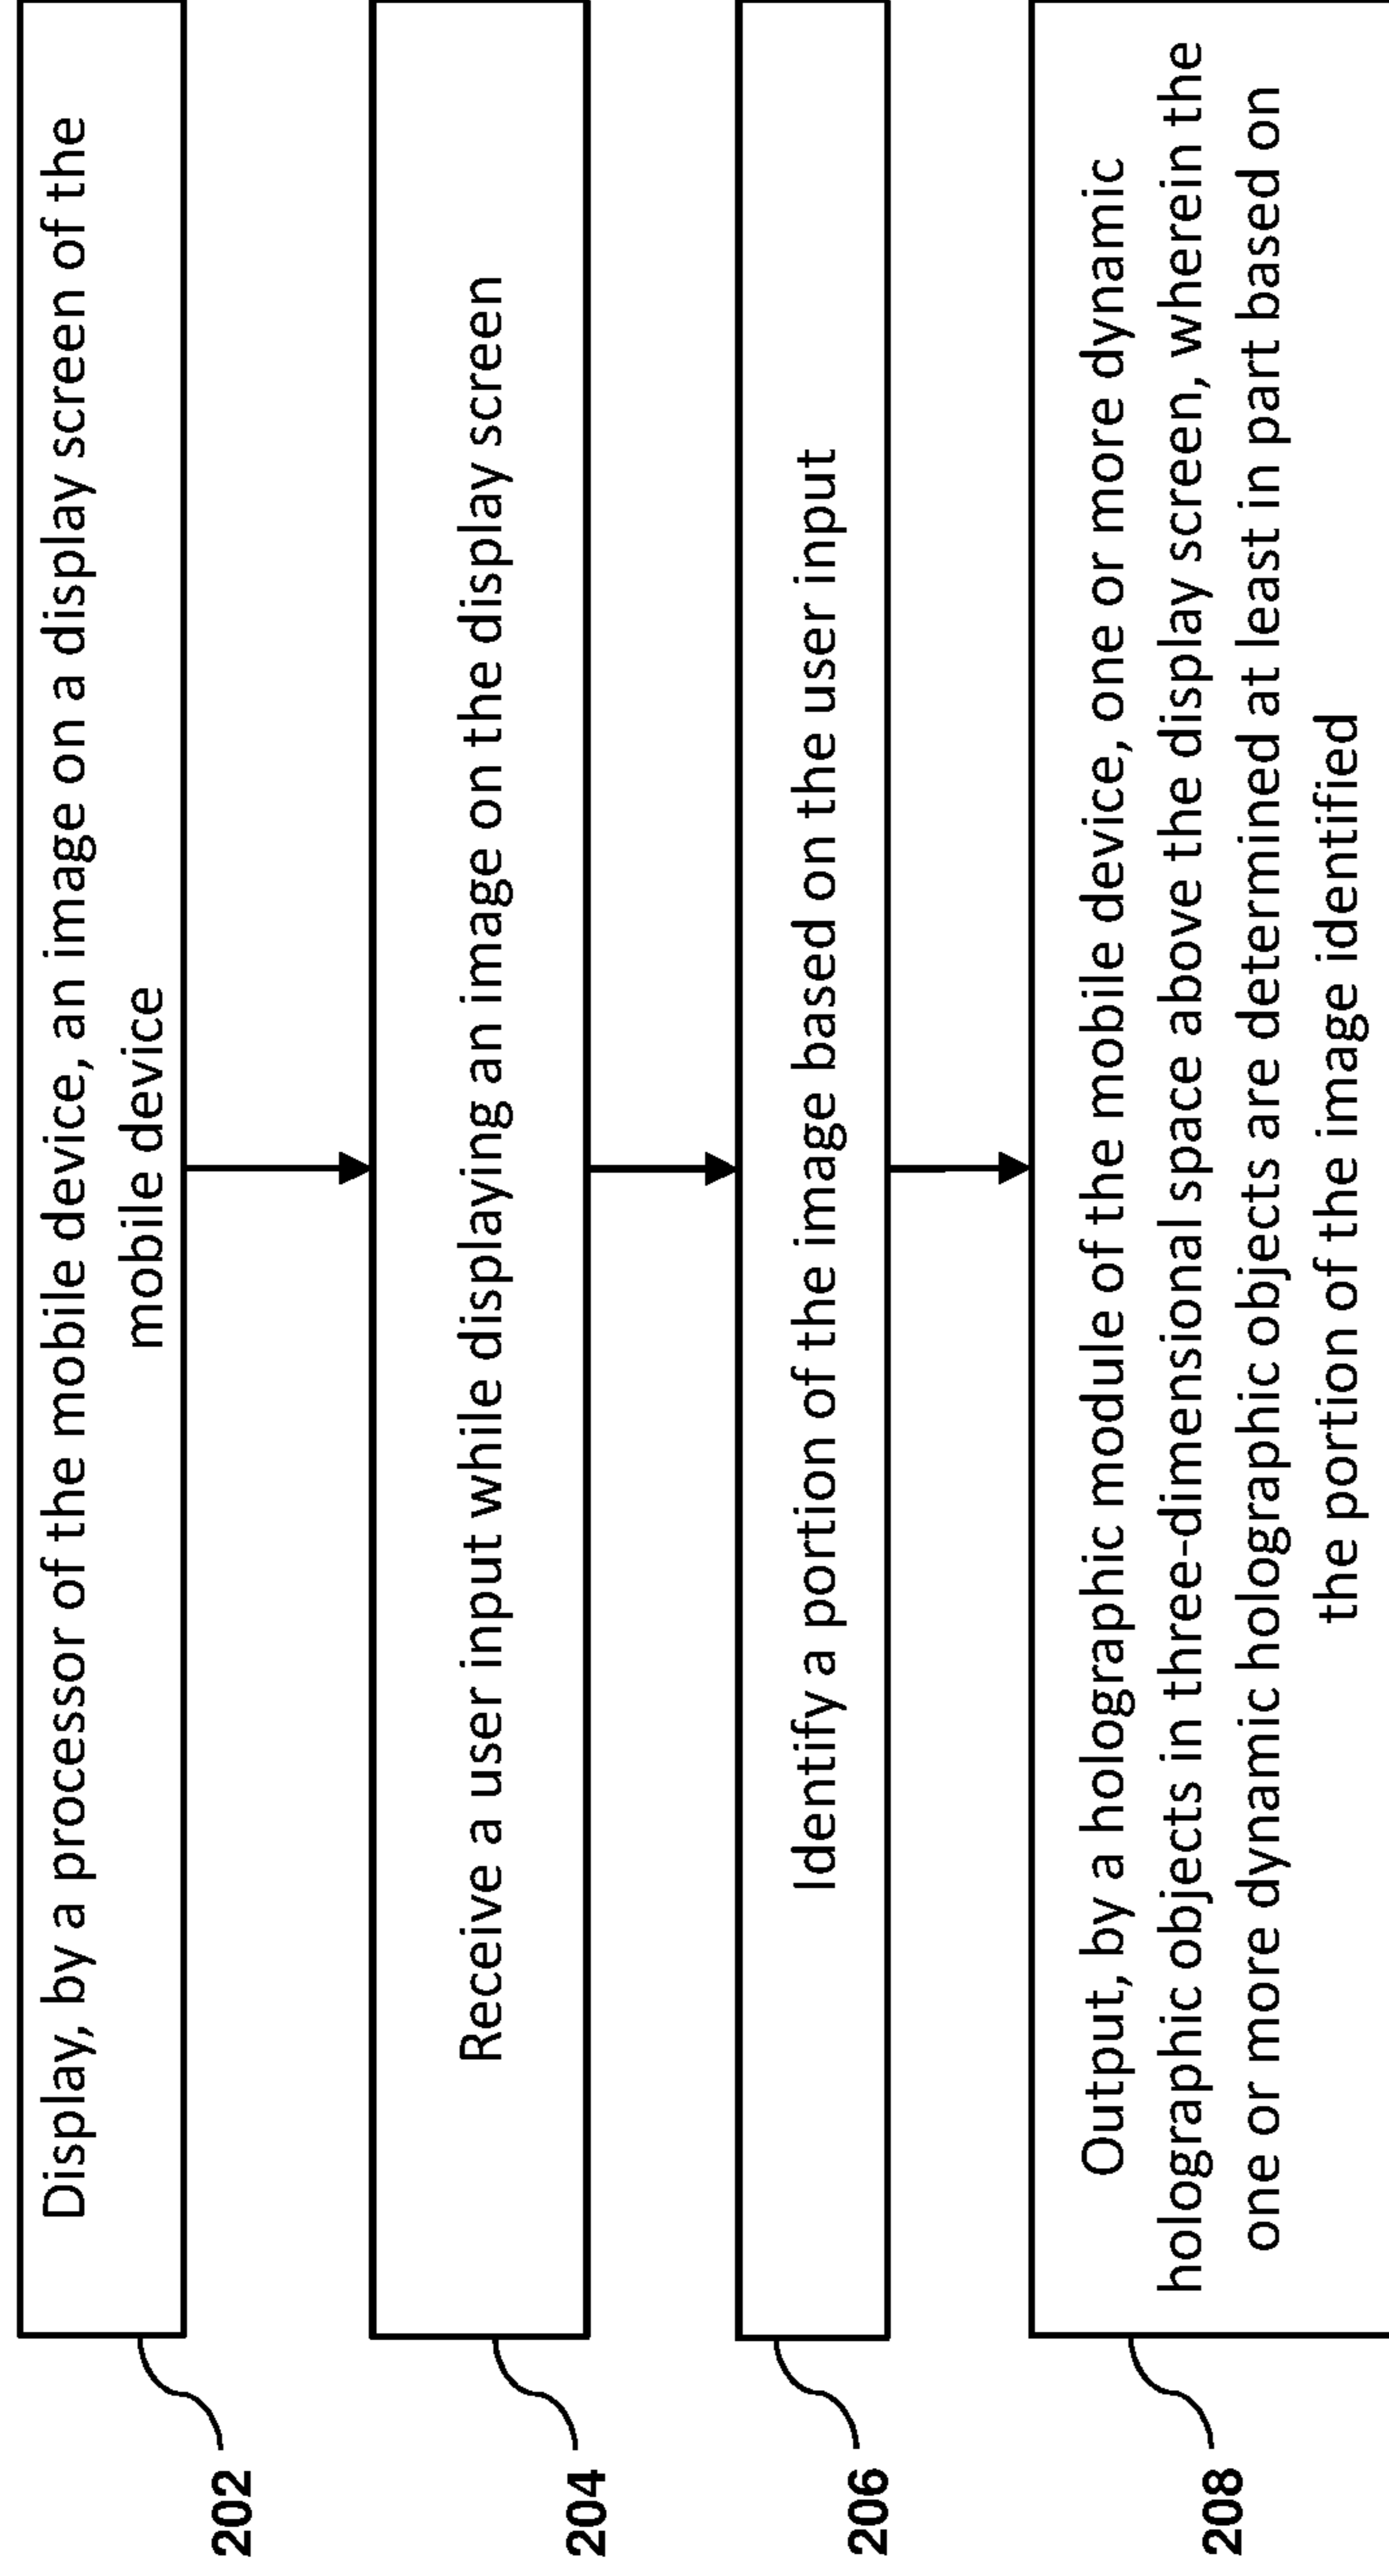 Display, by a processor of the mobile device, an image on a display screen of the
mobile device
202
Receive a user input while displaying an image on the display screen
204
Identify a portion of the image based on the user input
206
Output, by a holographic module of the mobile device, one or more dynamic
holographic objects in three-dimensional space above the display screen, wherein the
one or more dynamic holographic objects are determined at least in part based on
the portion of the image identified
208